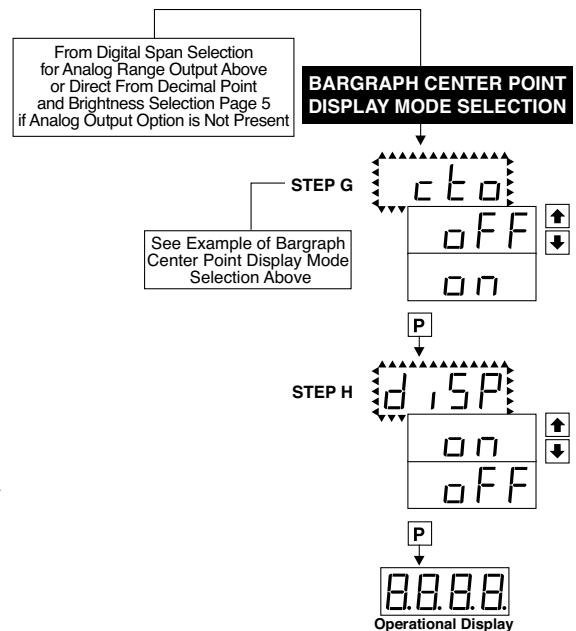 From Digital Span Selection
for Analog Range Output Above
or Direct From Decimal Point
and Brightness Selection Page 5
if Analog Output Option is Not Present
BARGRAPH CENTER POINT
DISPLAY MODE SELECTION
STEP G
cto
oFF
on
See Example of Bargraph
Center Point Display Mode
Selection Above
P
STEP H
diSP
on
oFF
P
8.8.8.8.
Operational Display